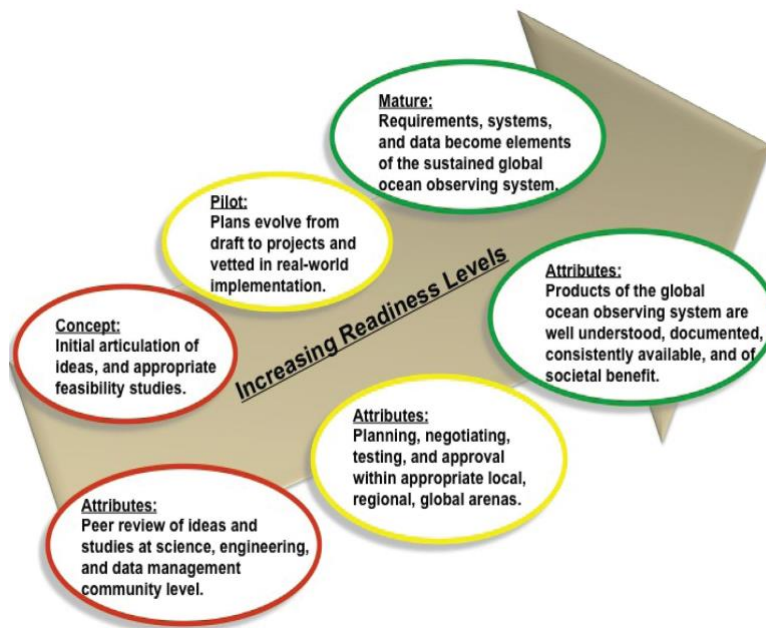 Mature:
Requirements, systems,
and data become elements
of the sustained global
ocean observing system.
Pilot:
Plans evolve from
draft to projects and
vetted in real-world
implementation.
Concept:
Initial articulation of
ideas, and appropriate
feasibility studies.
Increasing Readiness Levels
Attributes:
Products of the global
ocean observing system are
well understood, documented,
consistently available, and of
societal benefit.
Attributes:
Planning, negotiating,
testing, and approval
within appropriate local,
regional, global arenas.
Attributes:
Peer review of ideas and
studies at science, engineering,
and data management
community level.